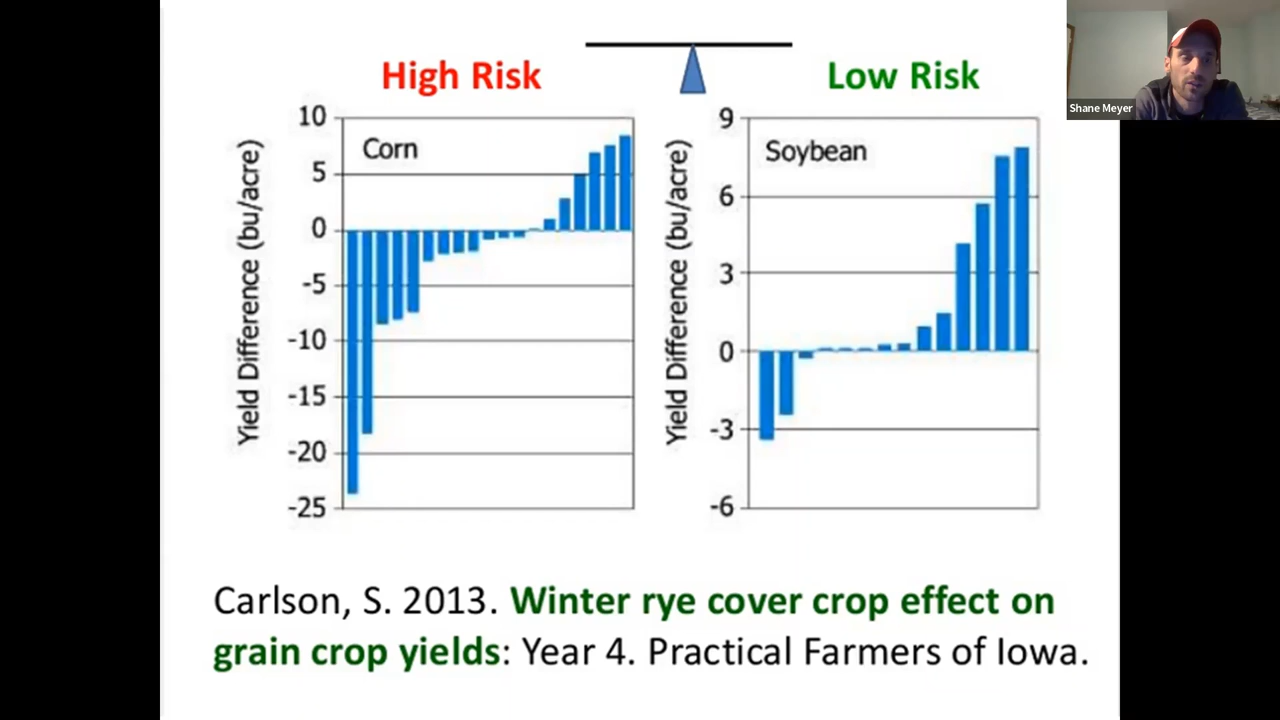 High Risk
Low Risk
Shane Meyer
Yield Difference (bu/acre)
10
5
0
-5
-10
-15
-20
-25
Corn
Yield Difference (bu/acre)
9
6
3
0
-3
-6
Soybean
Carlson, S. 2013. Winter rye cover crop effect on
grain crop yields: Year 4. Practical Farmers of Iowa.